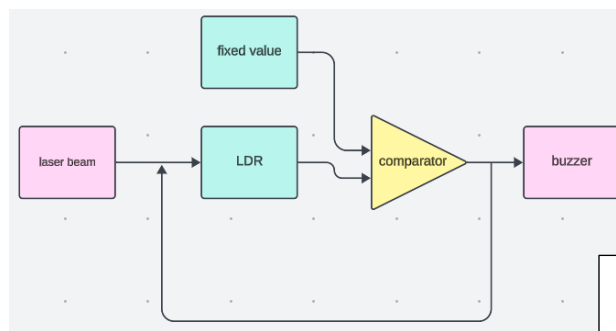 fixed value
laser beam
LDR
comparator
buzzer